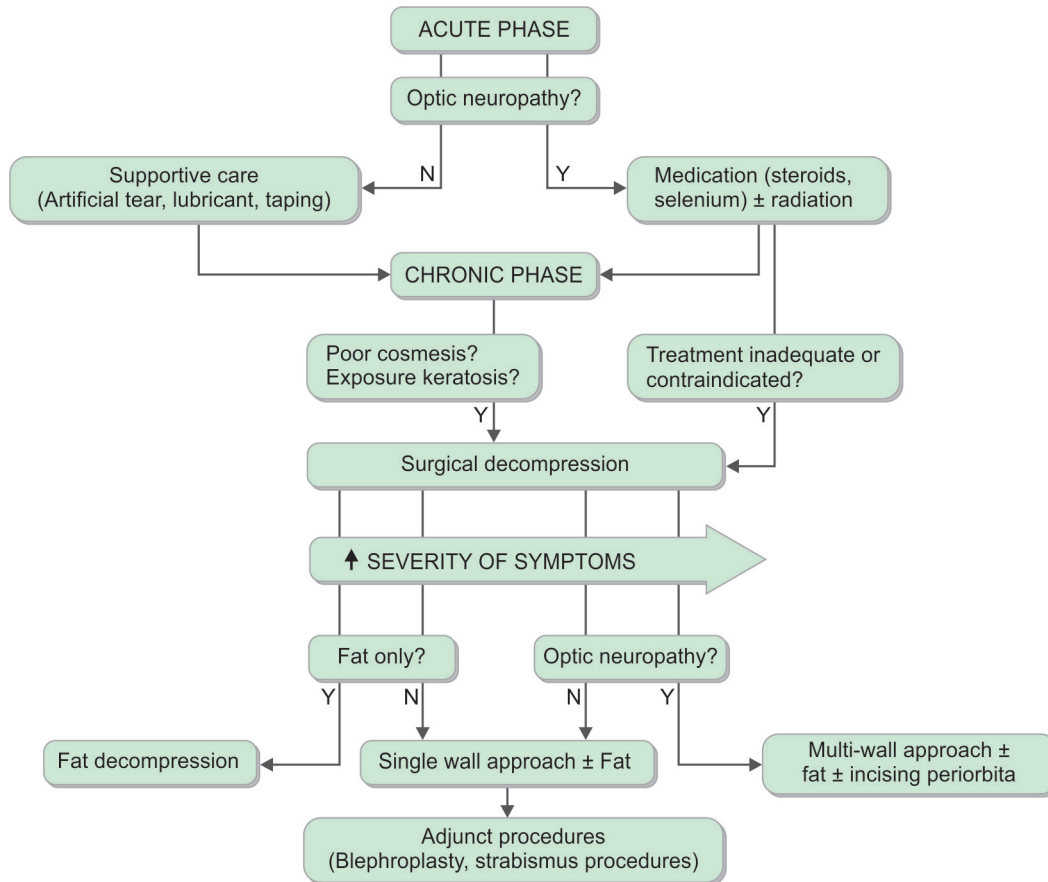 ACUTE PHASE
Optic neuropathy?
N
Y
Supportive care
(Artificial tear, lubricant, taping)
Medication (steroids,
selenium) ± radiation
CHRONIC PHASE
Poor cosmesis?
Exposure keratosis?
Treatment inadequate or
contraindicated?
Y
Y
Surgical decompression
↑ SEVERITY OF SYMPTOMS
Fat only?
Optic neuropathy?
Y
N
N
Y
Fat decompression
Single wall approach ± Fat
Multi-wall approach ±
fat ± incising periorbita
Adjunct procedures
(Blephroplasty, strabismus procedures)